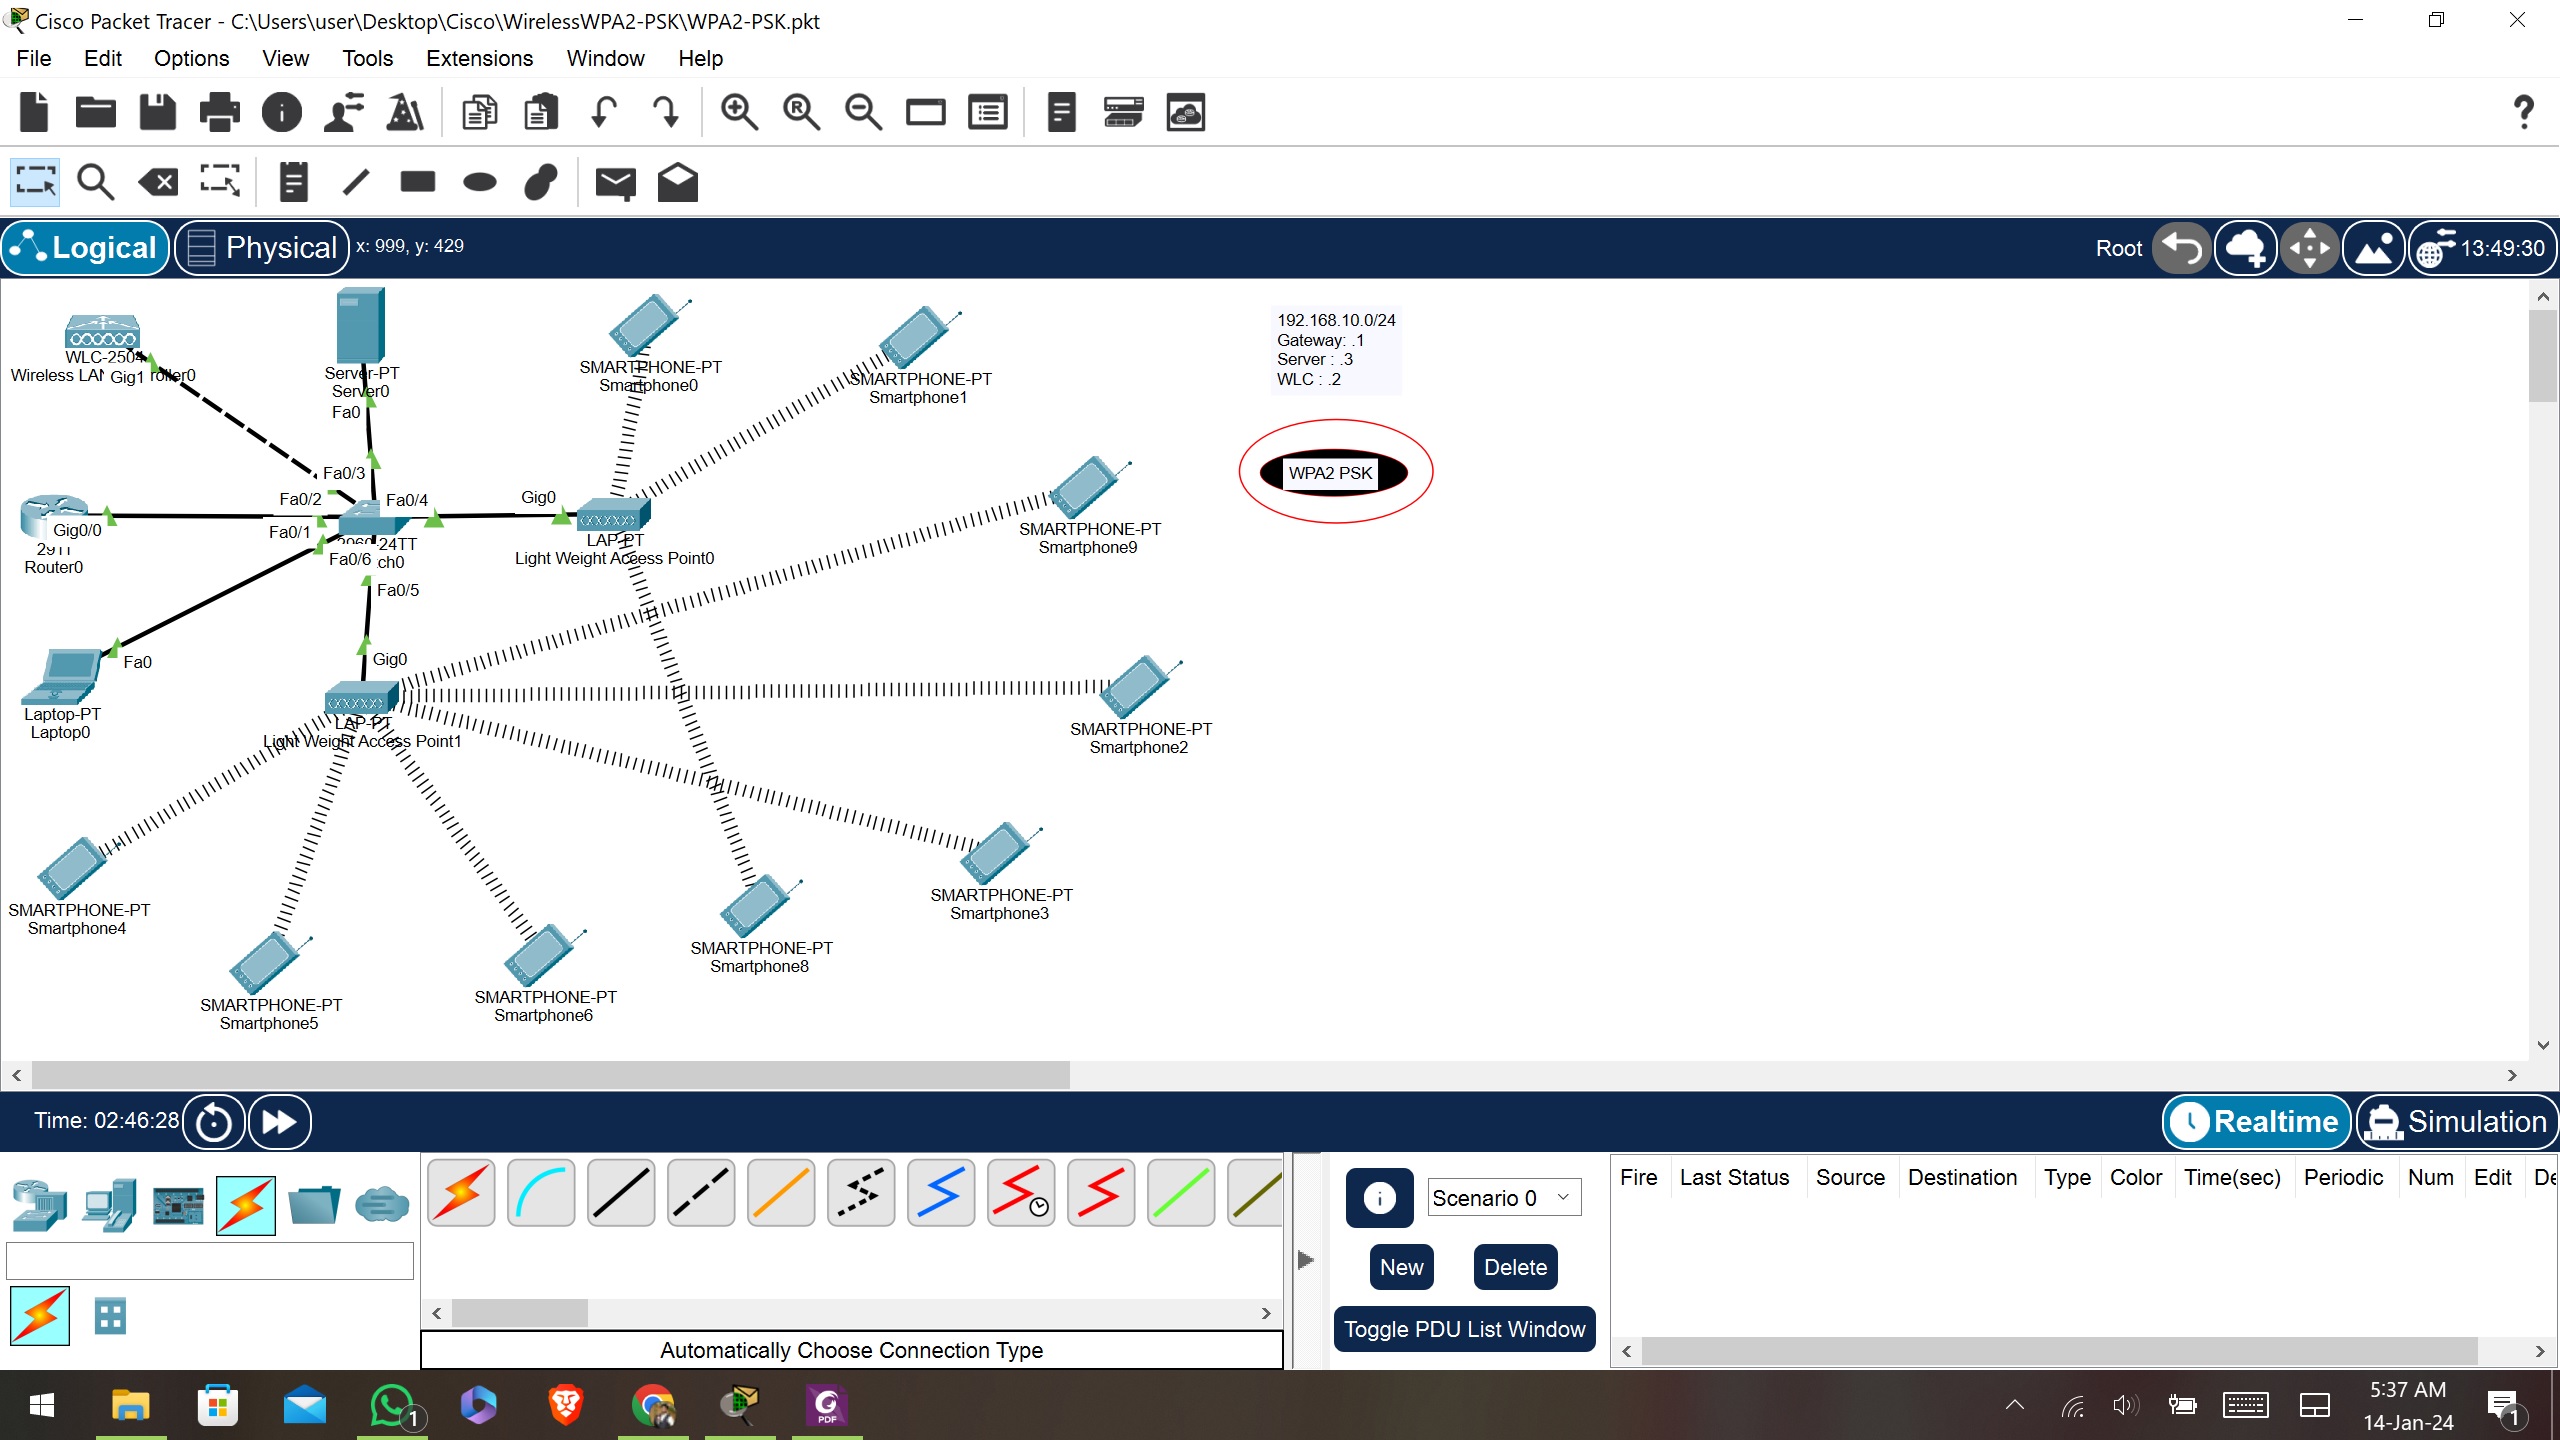 Cisco Packet Tracer - C:\Users\user\Desktop\Cisco\WirelessWPA2-PSK\WPA2-PSK.pkt
File Edit Options View Tools Extensions Window Help
Logical Physical x: 999, y: 429 Root 13:49:30
WLC-2504
Wireless LAN
Gig1
roller0
Server-PT
Server0
Fa0
SMARTPHONE-PT
Smartphone0
SMARTPHONE-PT
Smartphone1
192.168.10.0/24
Gateway: .1
Server : .3
WLC : .2
WPA2 PSK
Fa0/3
Fa0/2
Fa0/4
Gig0
Fa0/1
Gig0/0
2911
Router0
2960-24TT
Fa0/6
ch0
Fa0/5
LAP-PT
Light Weight Access Point0
SMARTPHONE-PT
Smartphone9
Fa0
Gig0
Laptop-PT
Laptop0
LAP-PT
Light Weight Access Point1
SMARTPHONE-PT
Smartphone2
SMARTPHONE-PT
Smartphone3
SMARTPHONE-PT
Smartphone4
SMARTPHONE-PT
Smartphone8
SMARTPHONE-PT
Smartphone5
SMARTPHONE-PT
Smartphone6
Time: 02:46:28 Realtime Simulation
Scenario 0
New Delete
Toggle PDU List Window
Fire Last Status Source Destination Type Color Time(sec) Periodic Num Edit De
Automatically Choose Connection Type
1
PDF
5:37 AM
14-Jan-24
1